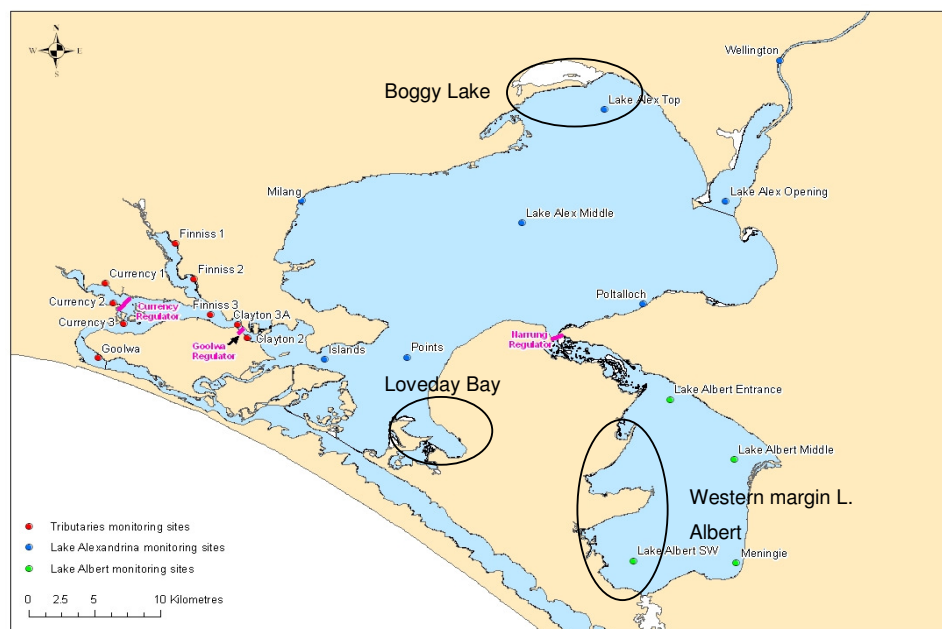 N
W
E
S
Wellington
Boggy Lake
Lake Alex Top
Milang
Lake Alex Opening
Lake Alex Middle
Finniss 1
Finniss 2
Currency 1
Currency 2
Currency
Regulator
Finniss 3
Clayton 3A
Currency 3
Goolwa
Regulator
Clayton 2
Poltalloch
Narrung
Regulator
Goolwa
Islands
Points
Loveday Bay
Lake Albert Entrance
Lake Albert Middle
Western margin L.
Albert
Lake Albert SW
Meningie
Tributaries monitoring sites
Lake Alexandrina monitoring sites
Lake Albert monitoring sites
0 2.5 5 10 Kilometres